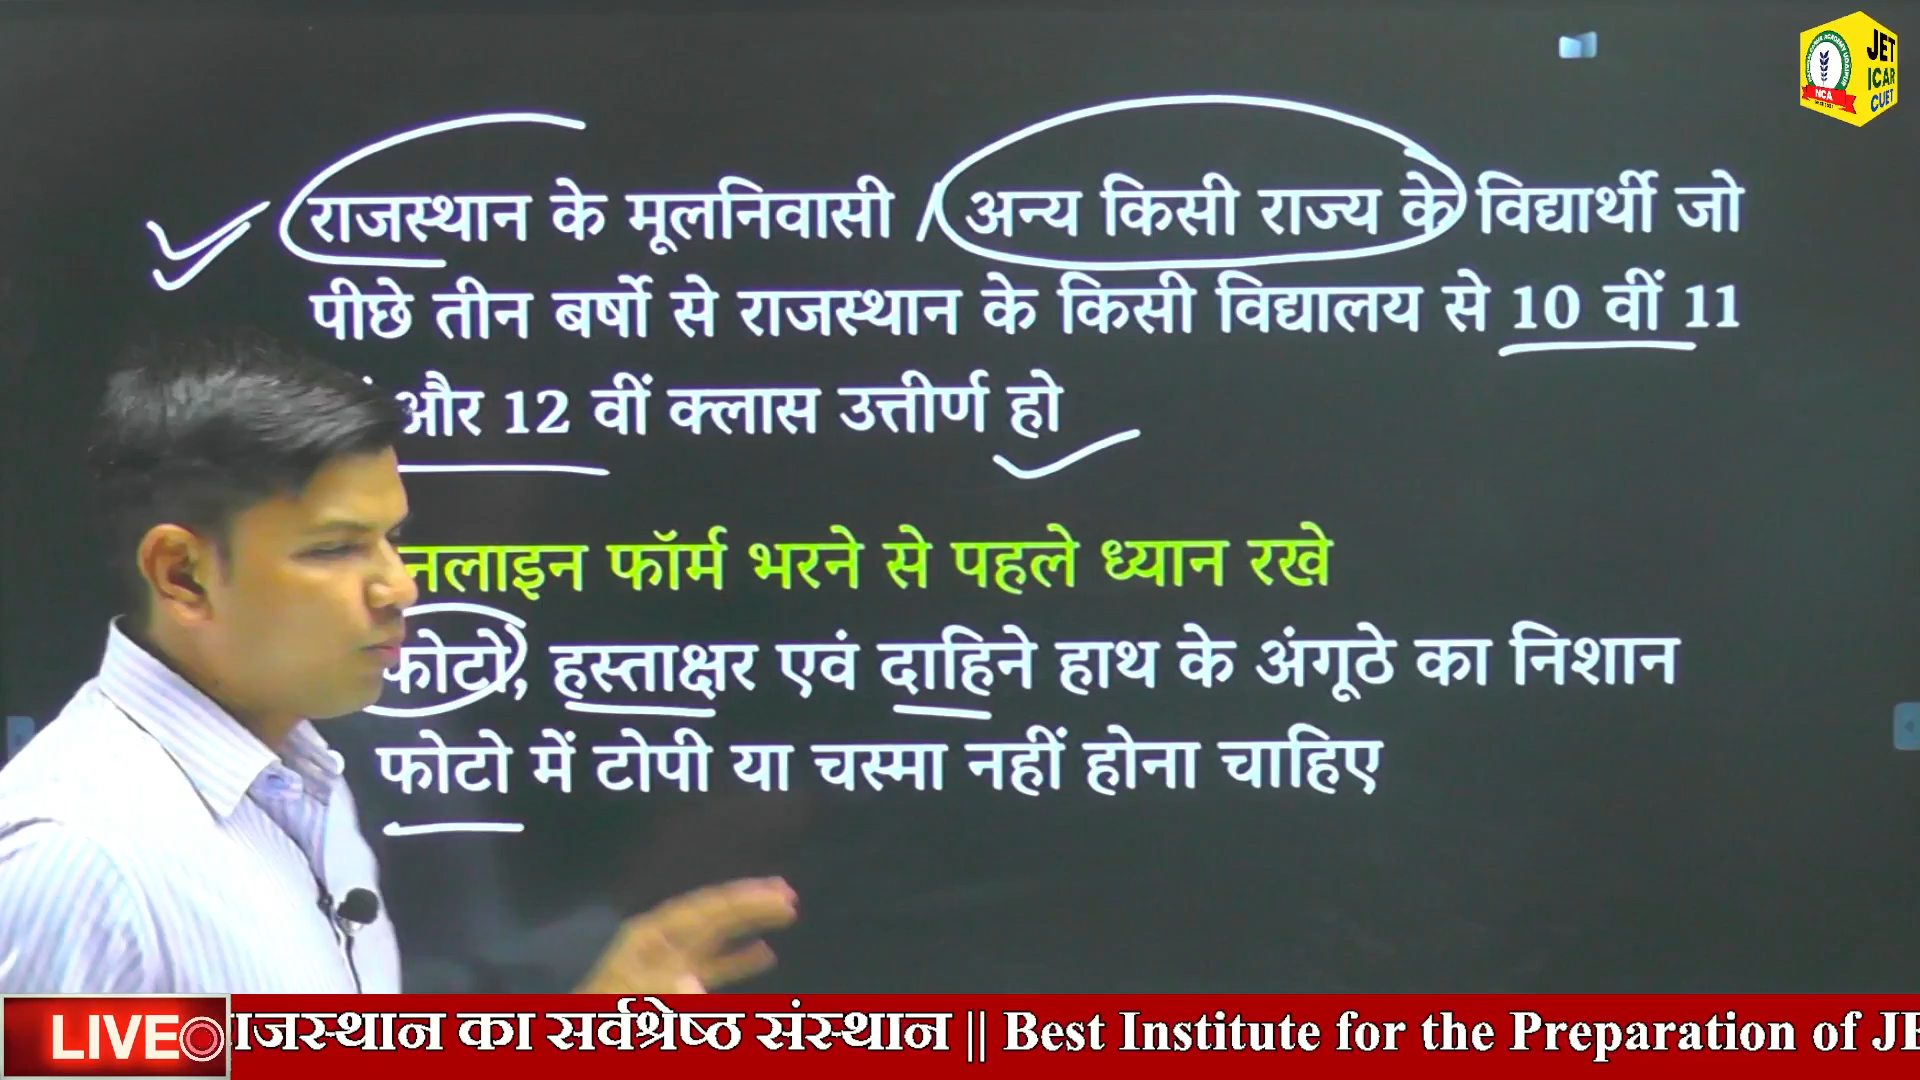 JET
ICAR
CUET
NCA
राजस्थान के मूलनिवासी / अन्य किसी राज्य के विद्यार्थी जो
पीछे तीन बर्षो से राजस्थान के किसी विद्यालय से 10 वीं 11
और 12 वीं क्लास उत्तीर्ण हो
नलाइन फॉर्म भरने से पहले ध्यान रखे
फोटो, हस्ताक्षर एवं दाहिने हाथ के अंगूठे का निशान
• फोटो में टोपी या चस्मा नहीं होना चाहिए
LIVE
ाजस्थान का सर्वश्रेष्ठ संस्थान || Best Institute for the Preparation of JE